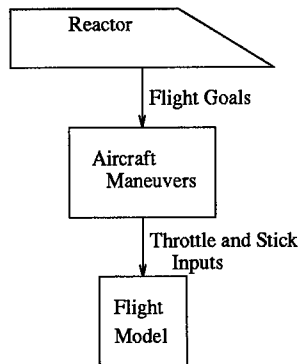 Reactor
Flight Goals
Aircraft
Maneuvers
Throttle and Stick
Inputs
Flight
Model